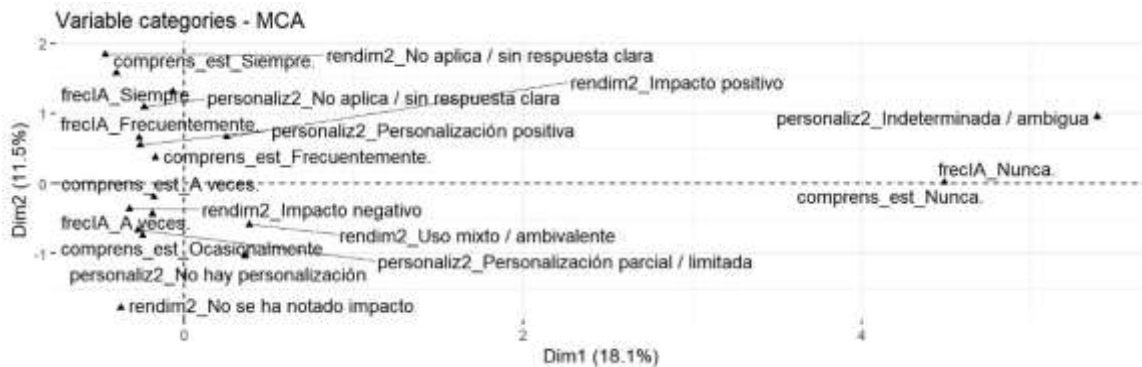 Variable categories - MCA
2
rendim2_No aplica / sin respuesta clara
comprens_est_Siempre.
rendim2_Impacto positivo
frecIA_Siempre
personaliz2_No aplica / sin respuesta clara
1
personaliz2_Indeterminada / ambigua
frecIA_Frecuentemente.
personaliz2_Personalización positiva
comprens_est_Frecuentemente.
frecIA_Nunca.
0
comprens_est_A veces.
comprens_est_Nunca.
rendim2_Impacto negativo
frecIA_A veces.
rendim2_Uso mixto / ambivalente
comprens_est_Ocasionalmente
-1
personaliz2_Personalización parcial / limitada
personaliz2_No hay personalización
rendim2_No se ha notado impacto
Dim2 (11.5%)
0
2
4
Dim1 (18.1%)